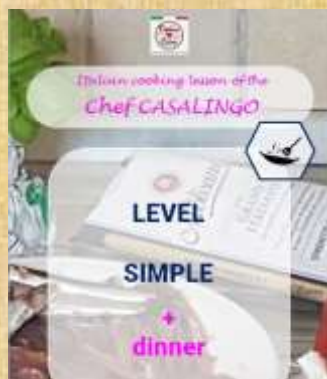 Italian cooking lesson of the
Chef CASALINGO
LEVEL
SIMPLE
+
dinner